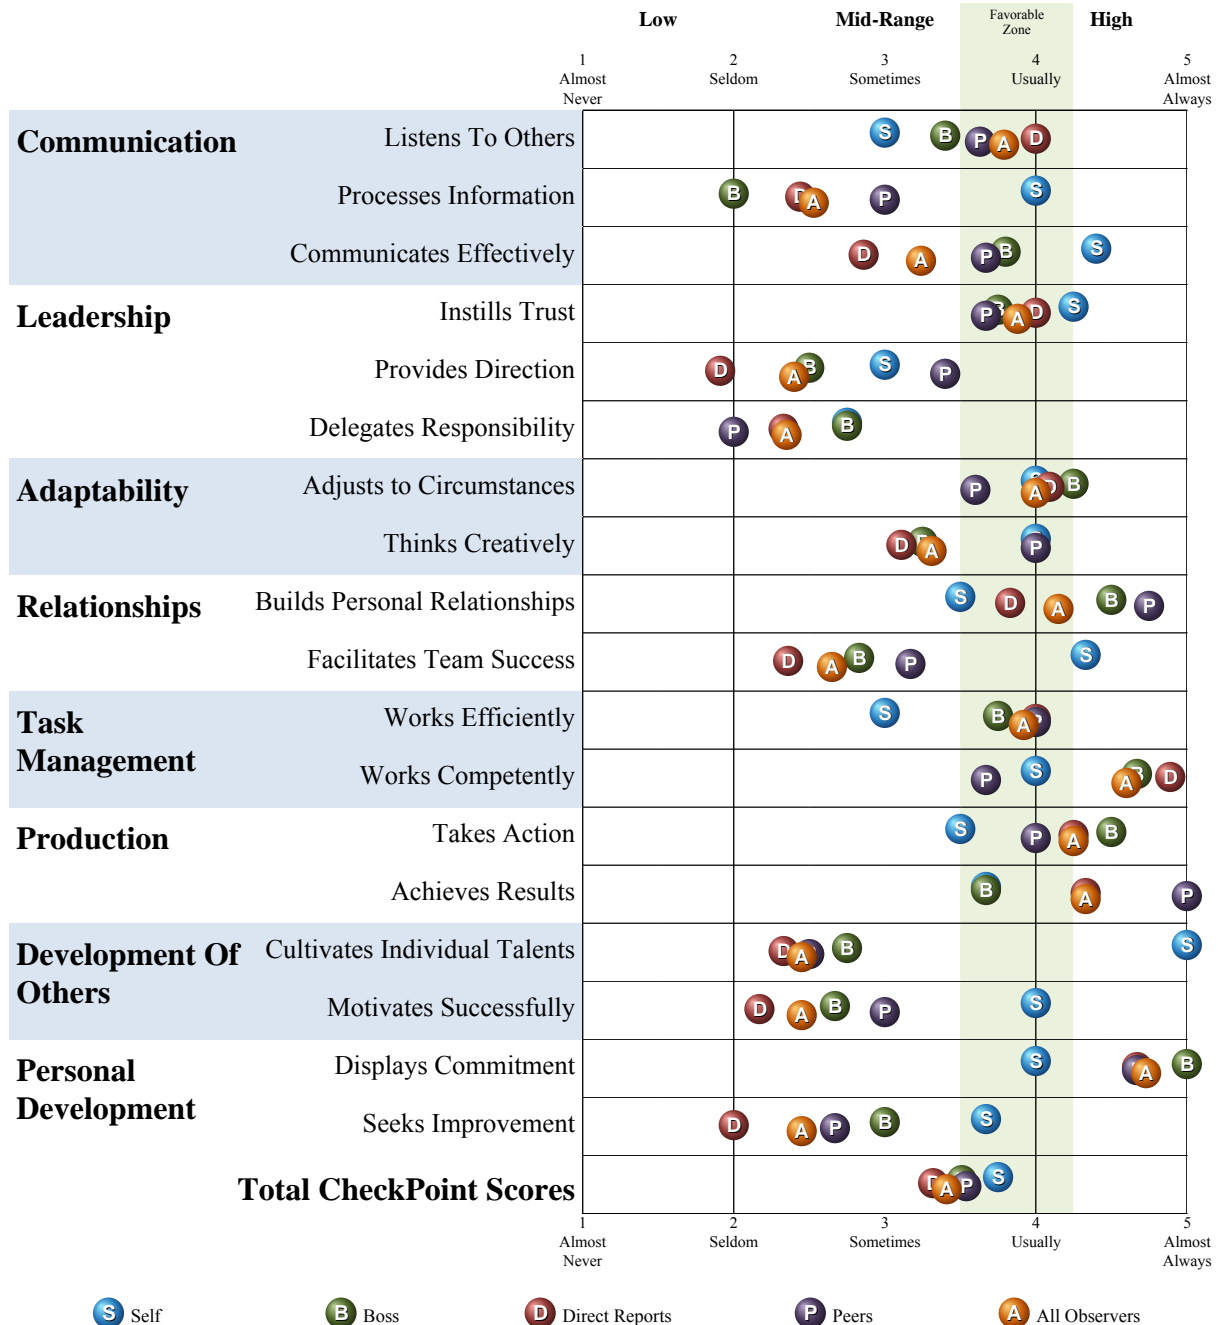 Low Mid-Range Favorable Zone High
1 2 3 4 5
Almost Never Seldom Sometimes Usually Almost Always
Communication Listens To Others S B P A D
Processes Information B D A P S
Communicates Effectively D A P B S
Leadership Instills Trust P B A D S
Provides Direction D A B S P
Delegates Responsibility P A B
Adaptability Adjusts to Circumstances P S A D B
Thinks Creatively D A P
Relationships Builds Personal Relationships S D A B P
Facilitates Team Success D A B P S
Task Management Works Efficiently S B A P
Works Competently P S A B D
Production Takes Action S P A B
Achieves Results B A P
Development Of Others Cultivates Individual Talents D A B S
Motivates Successfully D A B P S
Personal Development Displays Commitment S A B
Seeks Improvement D A P B S
Total CheckPoint Scores D A P S
1 2 3 4 5
Almost Never Seldom Sometimes Usually Almost Always
S Self B Boss D Direct Reports P Peers A All Observers